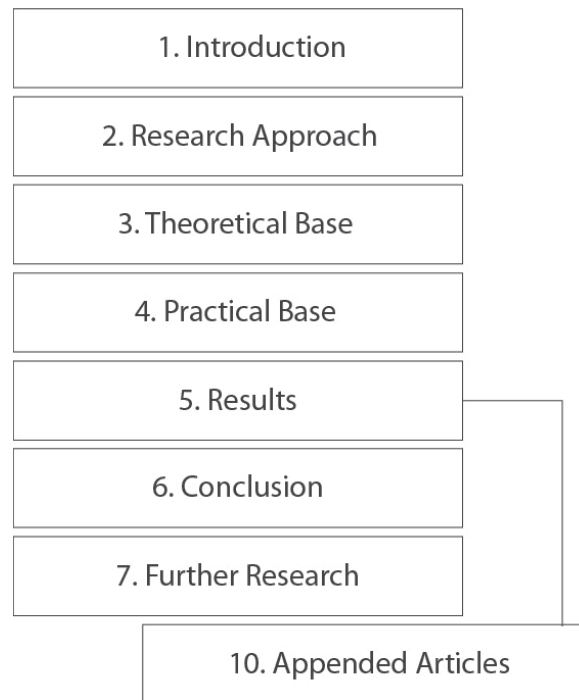 1. Introduction
2. Research Approach
3. Theoretical Base
4. Practical Base
5. Results
6. Conclusion
7. Further Research
10. Appended Articles